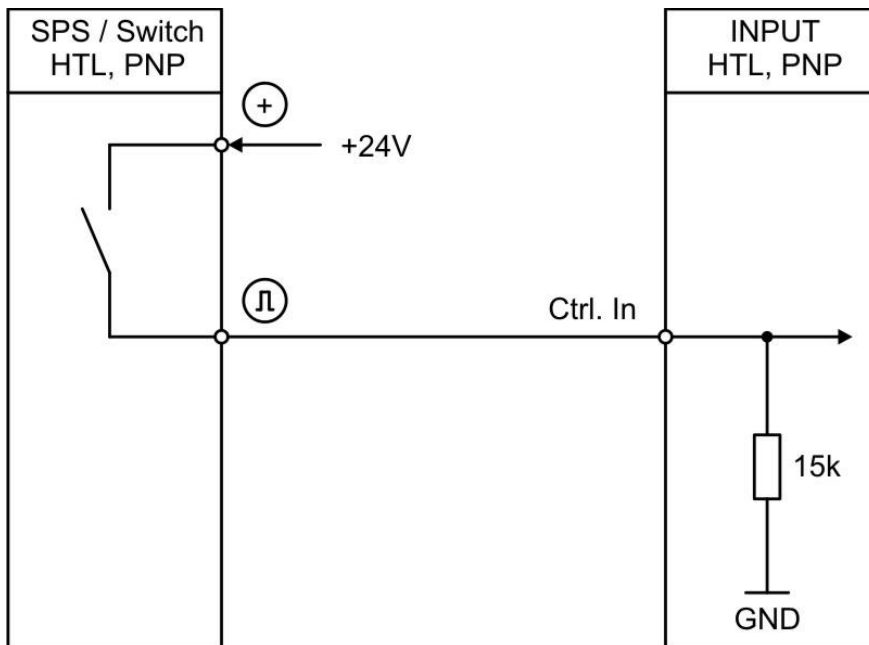 SPS / Switch
HTL, PNP
INPUT
HTL, PNP
+
+24V
Ctrl. In
15k
GND